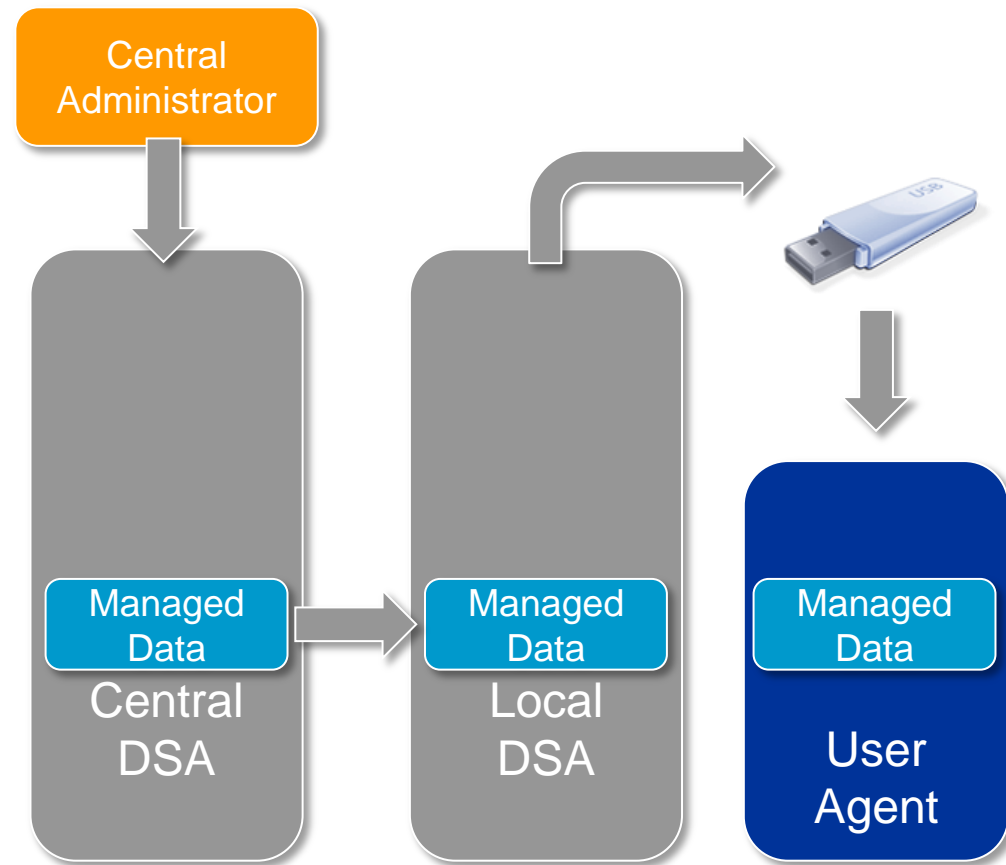 Central
Administrator
USB
Managed
Data
Central
DSA
Managed
Data
Local
DSA
Managed
Data
User
Agent